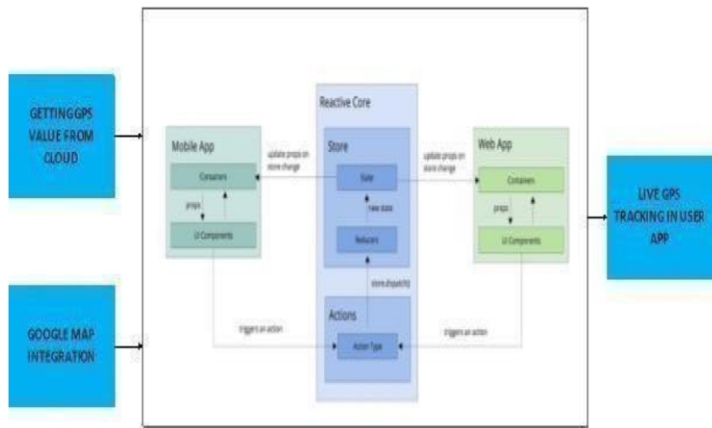 GETTING GPS
VALUE FROM
CLOUD
GOOGLE MAP
INTEGRATION
Mobile App
Containers
props
UI Components
update props on
store change
triggers an action
Reactive Core
Store
State
new state
Reducers
store.dispatch()
Actions
Action Type
update props on
store change
triggers an action
Web App
Containers
props
UI Components
LIVE GPS
TRACKING IN USER
APP